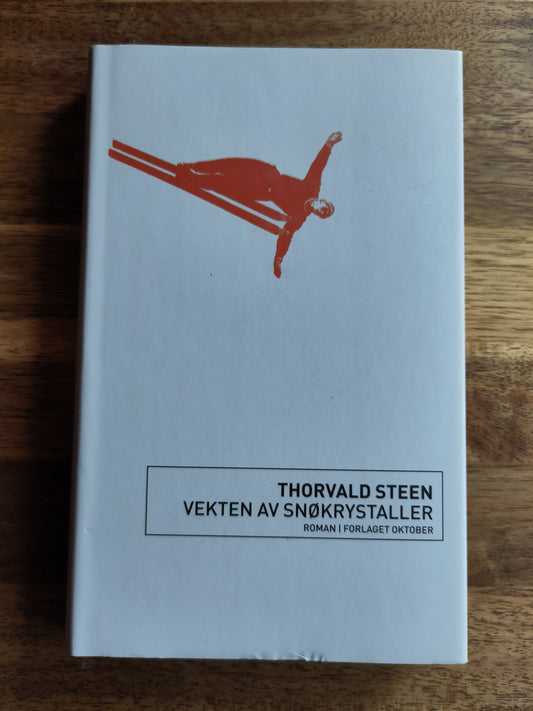 THORVALD STEEN
VEKTEN AV SNØKRYSTALLER
ROMAN | FORLAGET OKTOBER